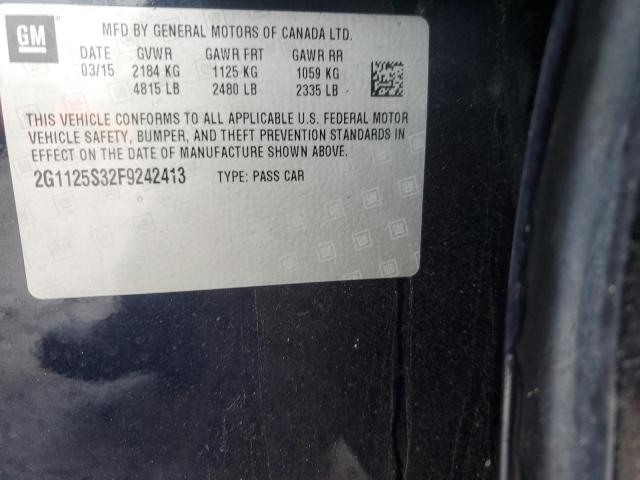 GM
MFD BY GENERAL MOTORS OF CANADA LTD.
DATE GVWR GAWR FRT GAWR RR
03/15 2184 KG 1125 KG 1059 KG
4815 LB 2480 LB 2335 LB
THIS VEHICLE CONFORMS TO ALL APPLICABLE U.S. FEDERAL MOTOR
VEHICLE SAFETY, BUMPER, AND THEFT PREVENTION STANDARDS IN
EFFECT ON THE DATE OF MANUFACTURE SHOWN ABOVE.
2G1125S32F9242413 TYPE: PASS CAR